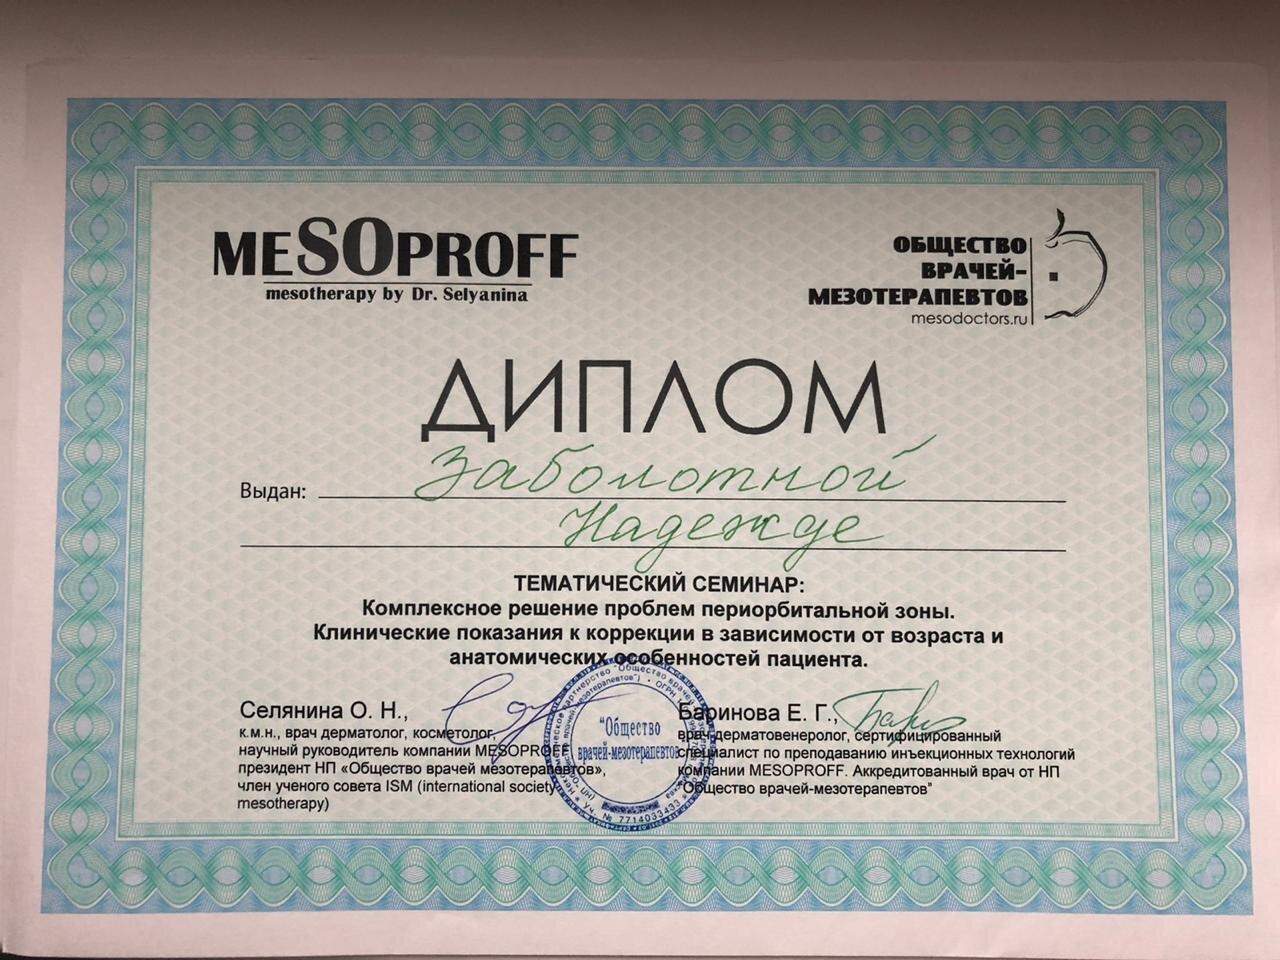 MESOPROFF
mesotherapy by Dr. Selyanina
ОБЩЕСТВО
ВРАЧЕЙ-
МЕЗОТЕРАПЕВТОВ
mesodoctors.ru
ДИПЛОМ
Выдан: Заболотной
Надежде
ТЕМАТИЧЕСКИЙ СЕМИНАР:
Комплексное решение проблем периорбитальной зоны.
Клинические показания к коррекции в зависимости от возраста и
анатомических особенностей пациента.
Селянина О. Н.,
к.м.н., врач дерматолог, косметолог,
научный руководитель компании MESOPROFF
президент НП «Общество врачей мезотерапевтов»,
член ученого совета ISM (international society
mesotherapy)
Баринова Е. Г.,
врач-дерматовенеролог, сертифицированный
специалист по преподаванию инъекционных технологий
компании MESOPROFF. Аккредитованный врач от НП
"Общество врачей-мезотерапевтов"
"Общество
врачей-мезотерапевтов
№ 7714033433